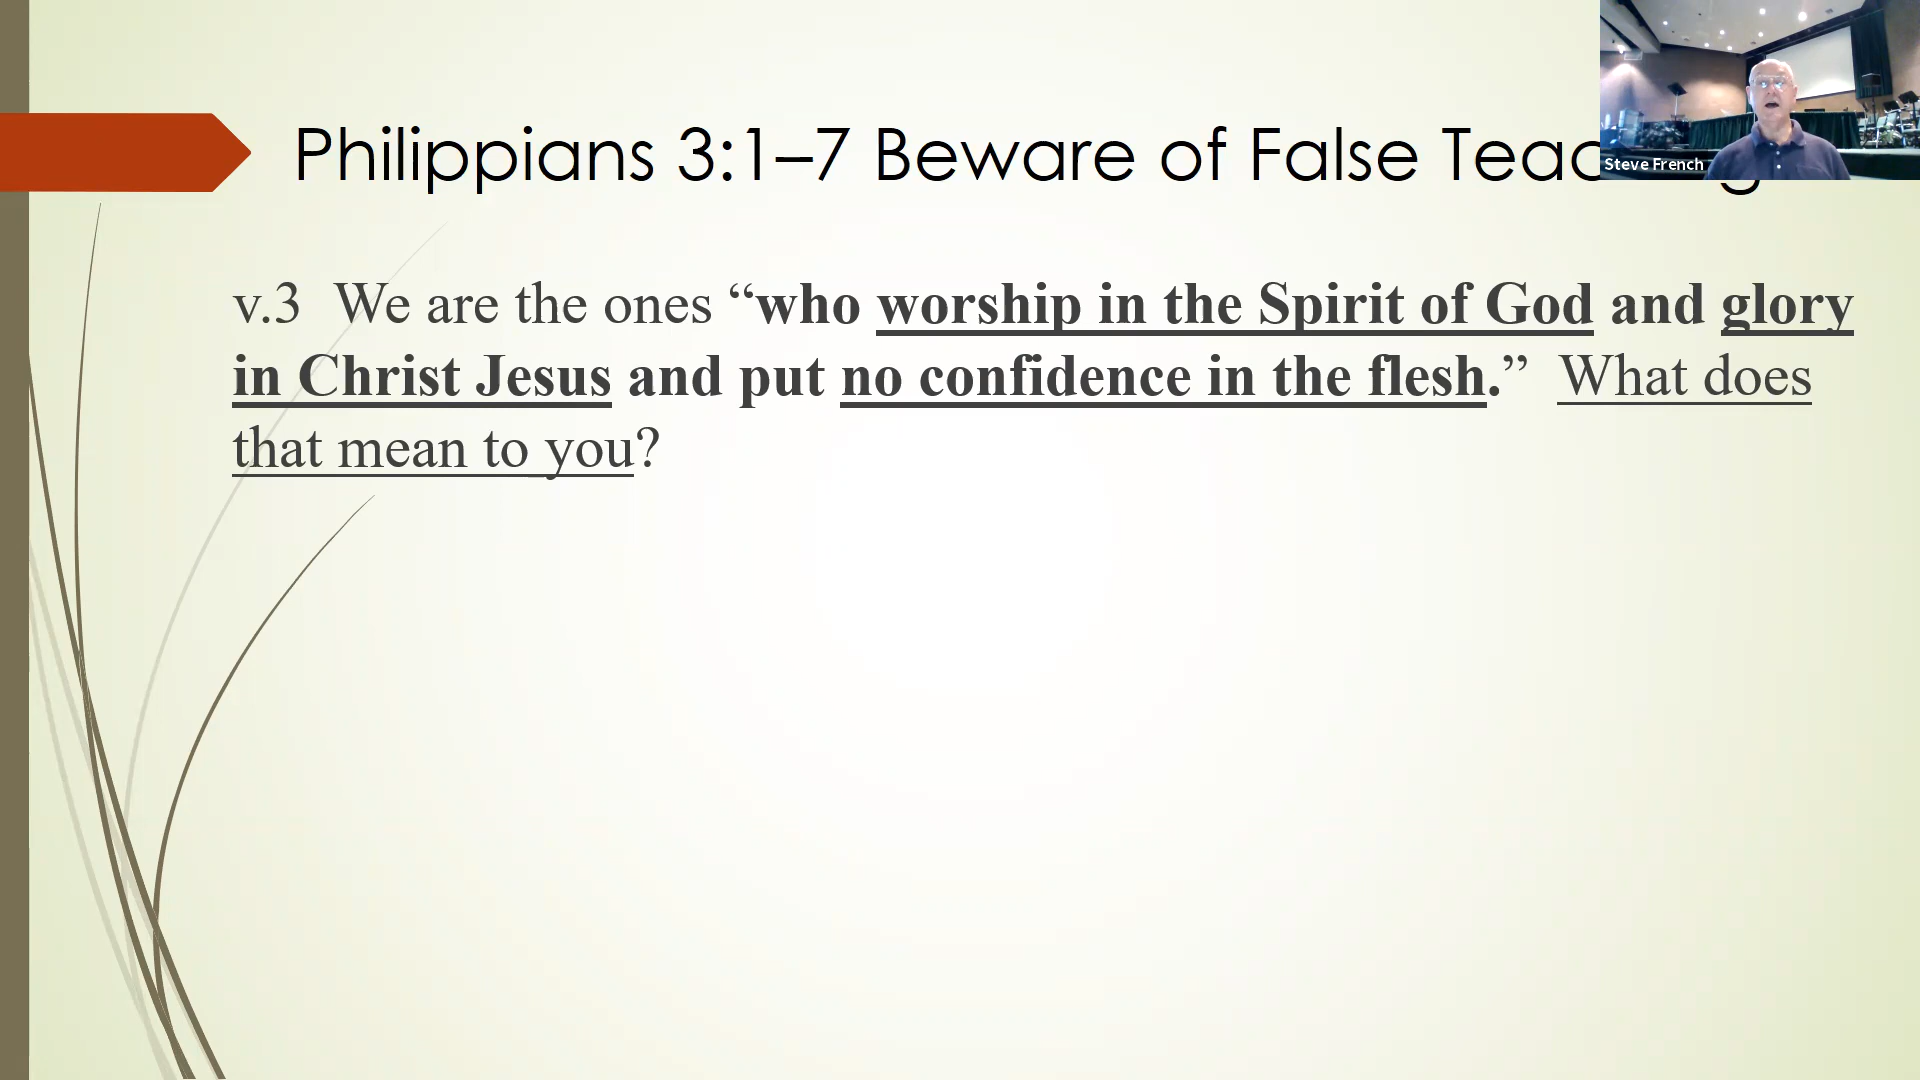 Philippians 3:1–7 Beware of False
Steve French
v.3 We are the ones “who worship in the Spirit of God and glory
in Christ Jesus and put no confidence in the flesh.” What does
that mean to you?